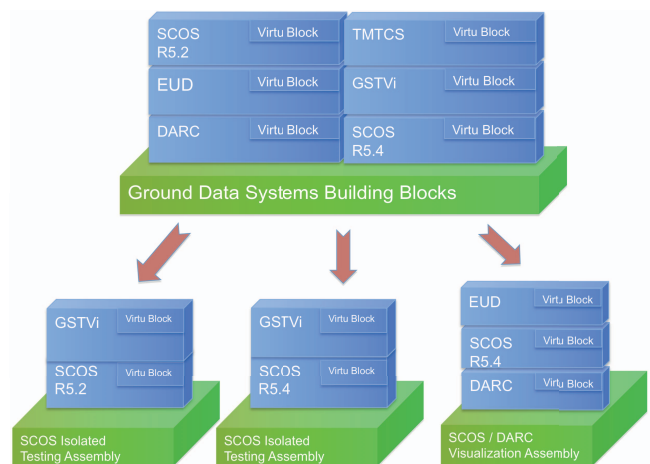 SCOS R5.2
Virtu Block
TMTCS
Virtu Block
EUD
Virtu Block
GSTVi
Virtu Block
DARC
Virtu Block
SCOS R5.4
Virtu Block
Ground Data Systems Building Blocks
GSTVi
Virtu Block
SCOS
R5.2
Virtu Block
SCOS Isolated
Testing Assembly
GSTVi
Virtu Block
SCOS
R5.4
Virtu Block
SCOS Isolated
Testing Assembly
EUD
Virtu Block
SCOS
R5.4
Virtu Block
DARC
Virtu Block
SCOS / DARC
Visualization Assembly